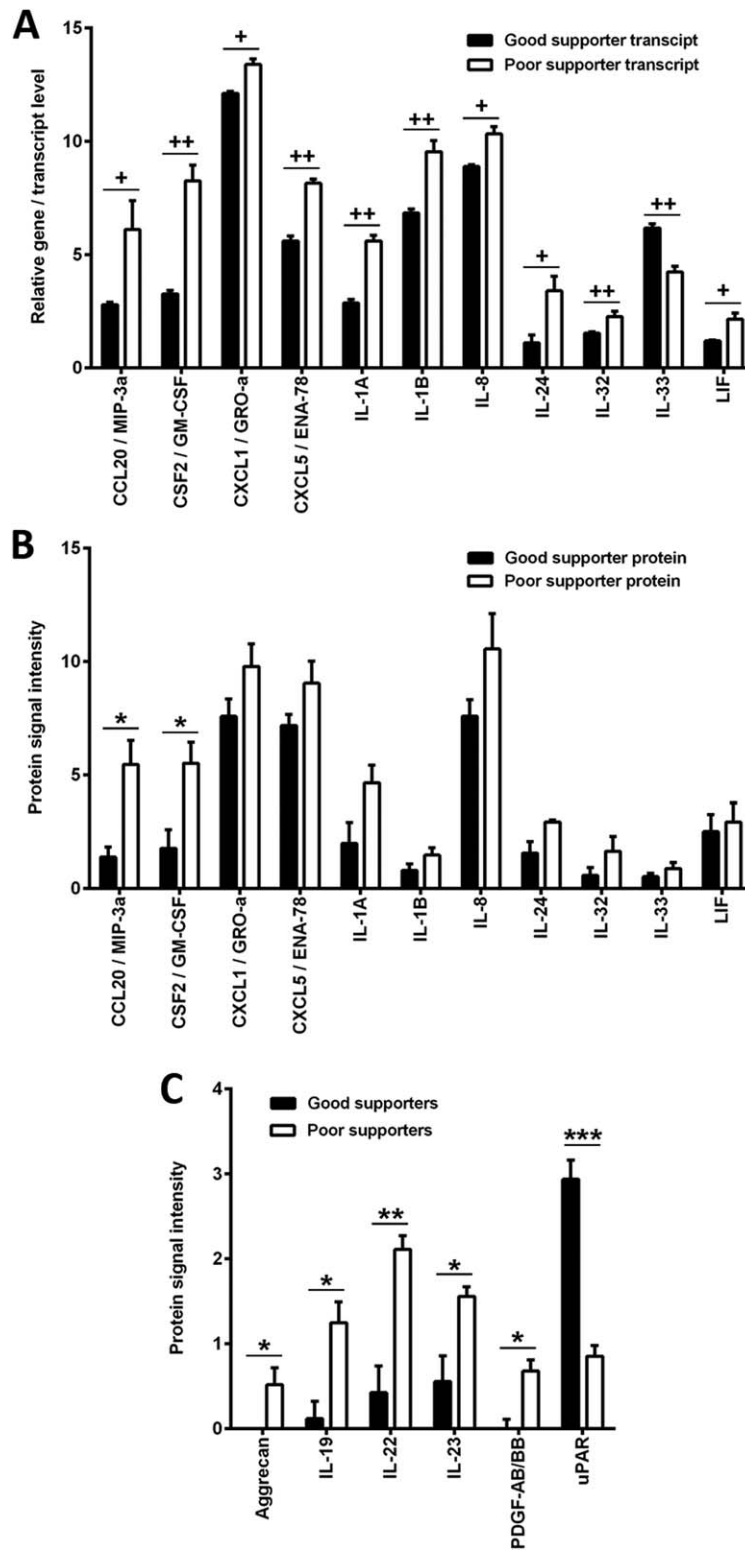 A
15
10
5
0
Relative gene / transcript level
Good supporter transcipt
Poor supporter transcript
+
++
+
++
++
++
+
+
++
++
+
CCL20 / MIP-3a
CSF2 / GM-CSF
CXCL1 / GRO-a
CXCL5 / ENA-78
IL-1A
IL-1B
IL-8
IL-24
IL-32
IL-33
LIF
B
15
10
5
0
Protein signal intensity
Good supporter protein
Poor supporter protein
*
*
CCL20 / MIP-3a
CSF2 / GM-CSF
CXCL1 / GRO-a
CXCL5 / ENA-78
IL-1A
IL-1B
IL-8
IL-24
IL-32
IL-33
LIF
C
4
3
2
1
0
Protein signal intensity
Good supporters
Poor supporters
*
*
**
*
*
***
Aggrecan
IL-19
IL-22
IL-23
PDGF-AB/BB
uPAR